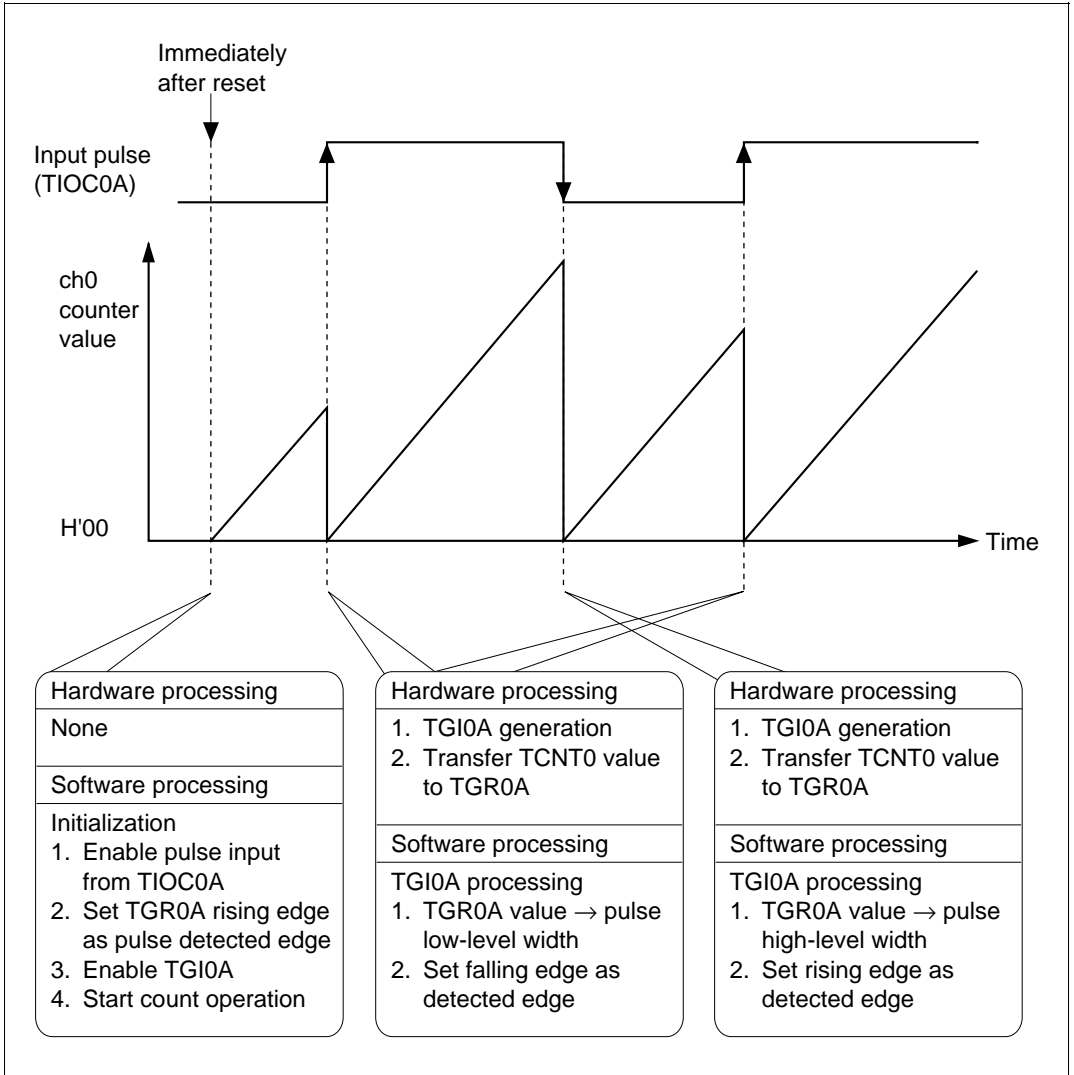 Immediately
after reset
Input pulse
(TIOC0A)
ch0
counter
value
H'00
Time
Hardware processing
None
Software processing
Initialization
1. Enable pulse input
from TIOC0A
2. Set TGR0A rising edge
as pulse detected edge
3. Enable TGI0A
4. Start count operation
Hardware processing
1. TGI0A generation
2. Transfer TCNT0 value
to TGR0A
Software processing
TGI0A processing
1. TGR0A value → pulse
low-level width
2. Set falling edge as
detected edge
Hardware processing
1. TGI0A generation
2. Transfer TCNT0 value
to TGR0A
Software processing
TGI0A processing
1. TGR0A value → pulse
high-level width
2. Set rising edge as
detected edge